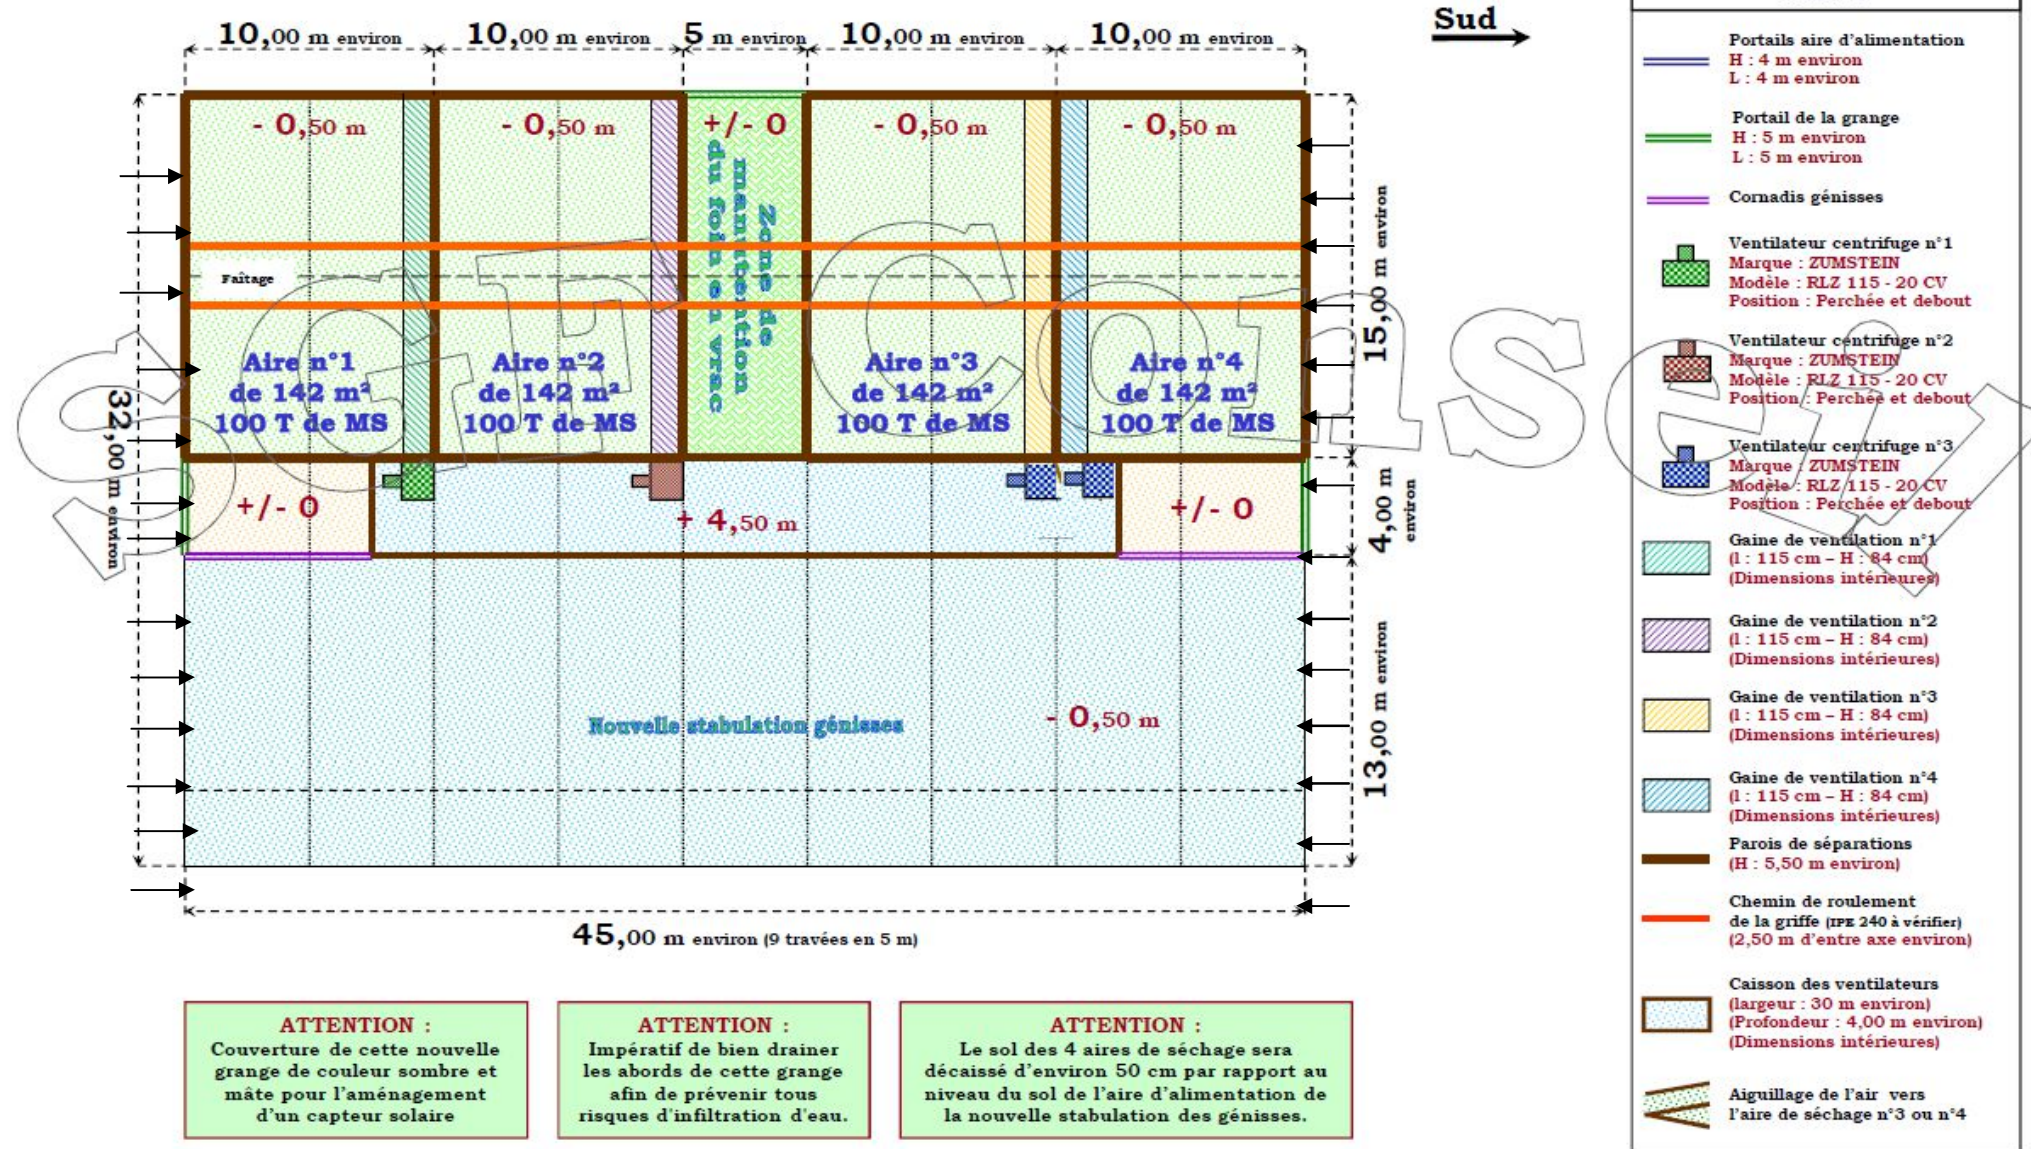 10,00 m environ
10,00 m environ
5 m environ
10,00 m environ
10,00 m environ
Sud
- 0,50 m
- 0,50 m
+/- 0
- 0,50 m
- 0,50 m
Zone de
manutention
du foin en vrac
Faîtage
Aire n°1
de 142 m²
100 T de MS
Aire n°2
de 142 m²
100 T de MS
Aire n°3
de 142 m²
100 T de MS
Aire n°4
de 142 m²
100 T de MS
32,00 m environ
15,00 m environ
4,00 m
environ
13,00 m environ
+/- 0
+ 4,50 m
+/- 0
Nouvelle stabulation génisses
- 0,50 m
45,00 m environ (9 travées en 5 m)
SGF Conseil
ATTENTION :
Couverture de cette nouvelle
grange de couleur sombre et
mâte pour l'aménagement
d'un capteur solaire
ATTENTION :
Impératif de bien drainer
les abords de cette grange
afin de prévenir tous
risques d'infiltration d'eau.
ATTENTION :
Le sol des 4 aires de séchage sera
décaissé d'environ 50 cm par rapport au
niveau du sol de l'aire d'alimentation de
la nouvelle stabulation des génisses.
Portails aire d'alimentation
H : 4 m environ
L : 4 m environ
Portail de la grange
H : 5 m environ
L : 5 m environ
Cornadis génisses
Ventilateur centrifuge n°1
Marque : ZUMSTEIN
Modèle : RLZ 115 - 20 CV
Position : Perchée et debout
Ventilateur centrifuge n°2
Marque : ZUMSTEIN
Modèle : RLZ 115 - 20 CV
Position : Perchée et debout
Ventilateur centrifuge n°3
Marque : ZUMSTEIN
Modèle : RLZ 115 - 20 CV
Position : Perchée et debout
Gaine de ventilation n°1
(l : 115 cm – H : 84 cm)
(Dimensions intérieures)
Gaine de ventilation n°2
(l : 115 cm – H : 84 cm)
(Dimensions intérieures)
Gaine de ventilation n°3
(l : 115 cm – H : 84 cm)
(Dimensions intérieures)
Gaine de ventilation n°4
(l : 115 cm – H : 84 cm)
(Dimensions intérieures)
Parois de séparations
(H : 5,50 m environ)
Chemin de roulement
de la griffe (IPE 240 à vérifier)
(2,50 m d'entre axe environ)
Caisson des ventilateurs
(largeur : 30 m environ)
(Profondeur : 4,00 m environ)
(Dimensions intérieures)
Aiguillage de l'air vers
l'aire de séchage n°3 ou n°4